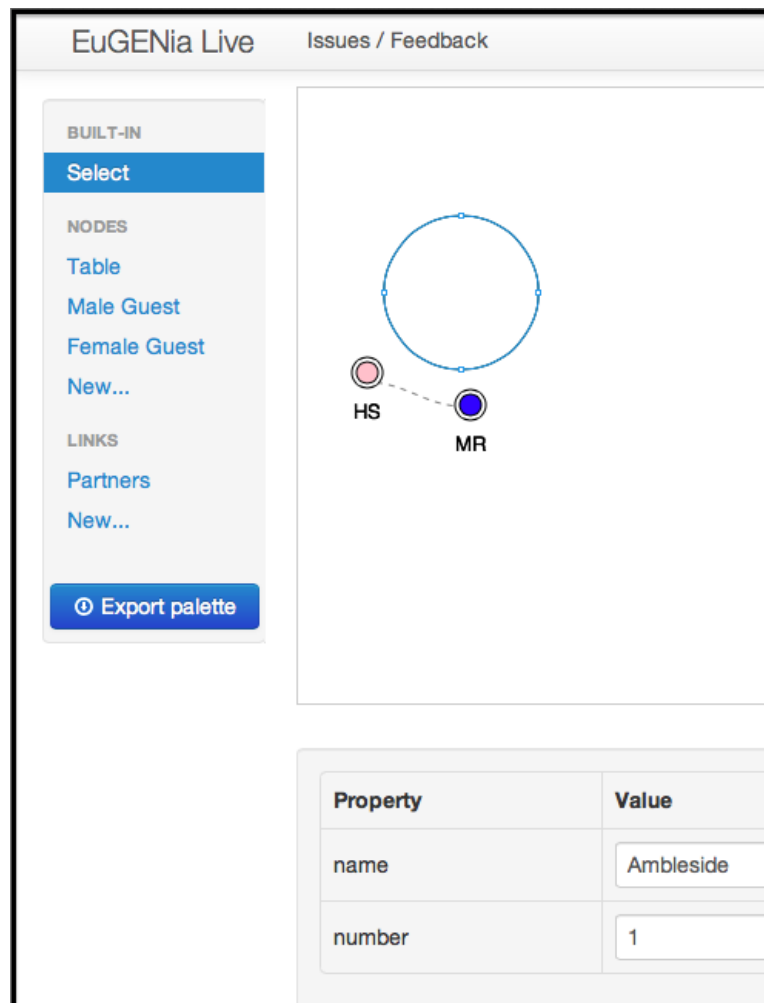 EuGENia Live
Issues / Feedback
BUILT-IN
Select
NODES
Table
Male Guest
Female Guest
New...
LINKS
Partners
New...
Export palette
HS
MR
Property Value
name Ambleside
number 1